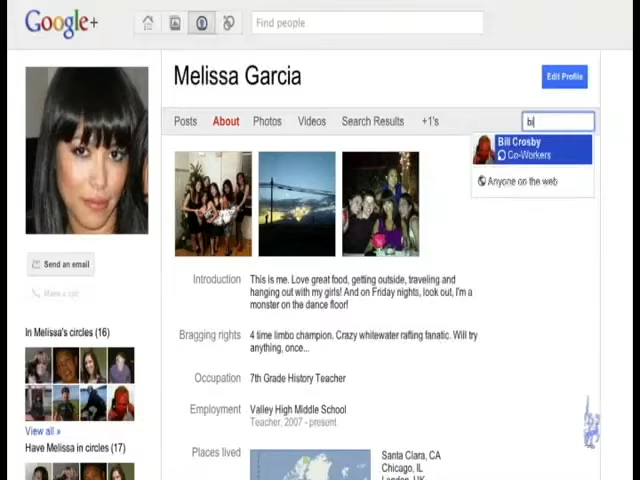 Google+
Find people
Melissa Garcia
Edit Profile
Posts About Photos Videos Search Results +1's
bi
Bill Crosby
Co-Workers
Anyone on the web
Send an email
Introduction This is me. Love great food, getting outside, traveling and
hanging out with my girls! And on Friday nights, look out, I'm a
monster on the dance floor!
In Melissa's circles (16)
Bragging rights 4 time limbo champion. Crazy whitewater rafting fanatic. Will try
anything, once...
Occupation 7th Grade History Teacher
Employment Valley High Middle School
Teacher, 2007 - present
View all »
Have Melissa in circles (17)
Places lived Santa Clara, CA
Chicago, IL
London, UK